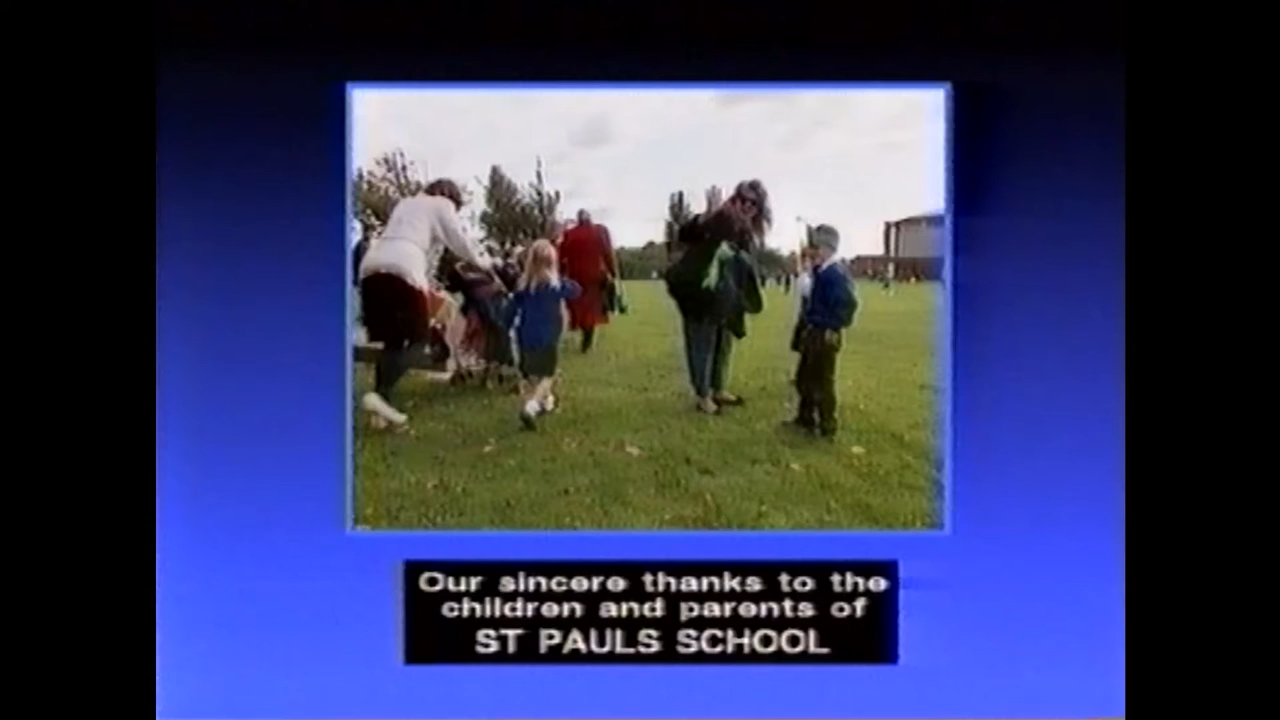 Our sincere thanks to the
children and parents of
ST PAULS SCHOOL